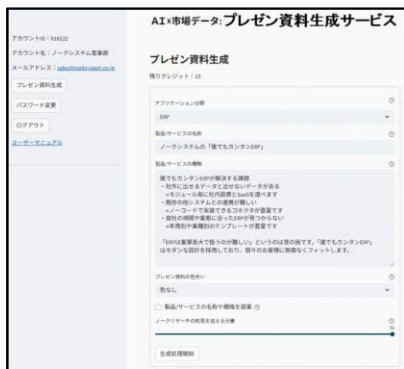 AI×市場データ:プレゼン資料生成サービス
アカウントID:h10122
アカウント名:ノークシステム営業部
メールアドレス:sales@norksystem.co.jp
プレゼン資料生成
パスワード変更
ログアウト
ユーザーマニュアル
プレゼン資料生成
残りクレジット:15
アプリケーション分野
ERP
製品/サービスの名称
ノークシステムの「誰でもカンタンERP」
製品/サービスの概略
誰でもカンタンERPが解決する課題
・社外に出せるデータと出せないデータがある
⇒モジュール毎に社内設置とSaaSを選べます
・既存の他システムとの連携が難しい
⇒ノーコードで実装できるコネクタが豊富です
・自社の規模や業態に合ったERPが見つからない
⇒年商別や業種別のテンプレートが豊富です
「ERPは重厚長大で扱うのが難しい」というのは昔の話です。「誰でもカンタンERP」
はモダンな設計を採用しており、個々のお客様に無理なくフィットします。
プレゼン資料の色合い
色なし
製品/サービスの名称や概略を提案
ノークリサーチの知見を加える分量
生成処理開始